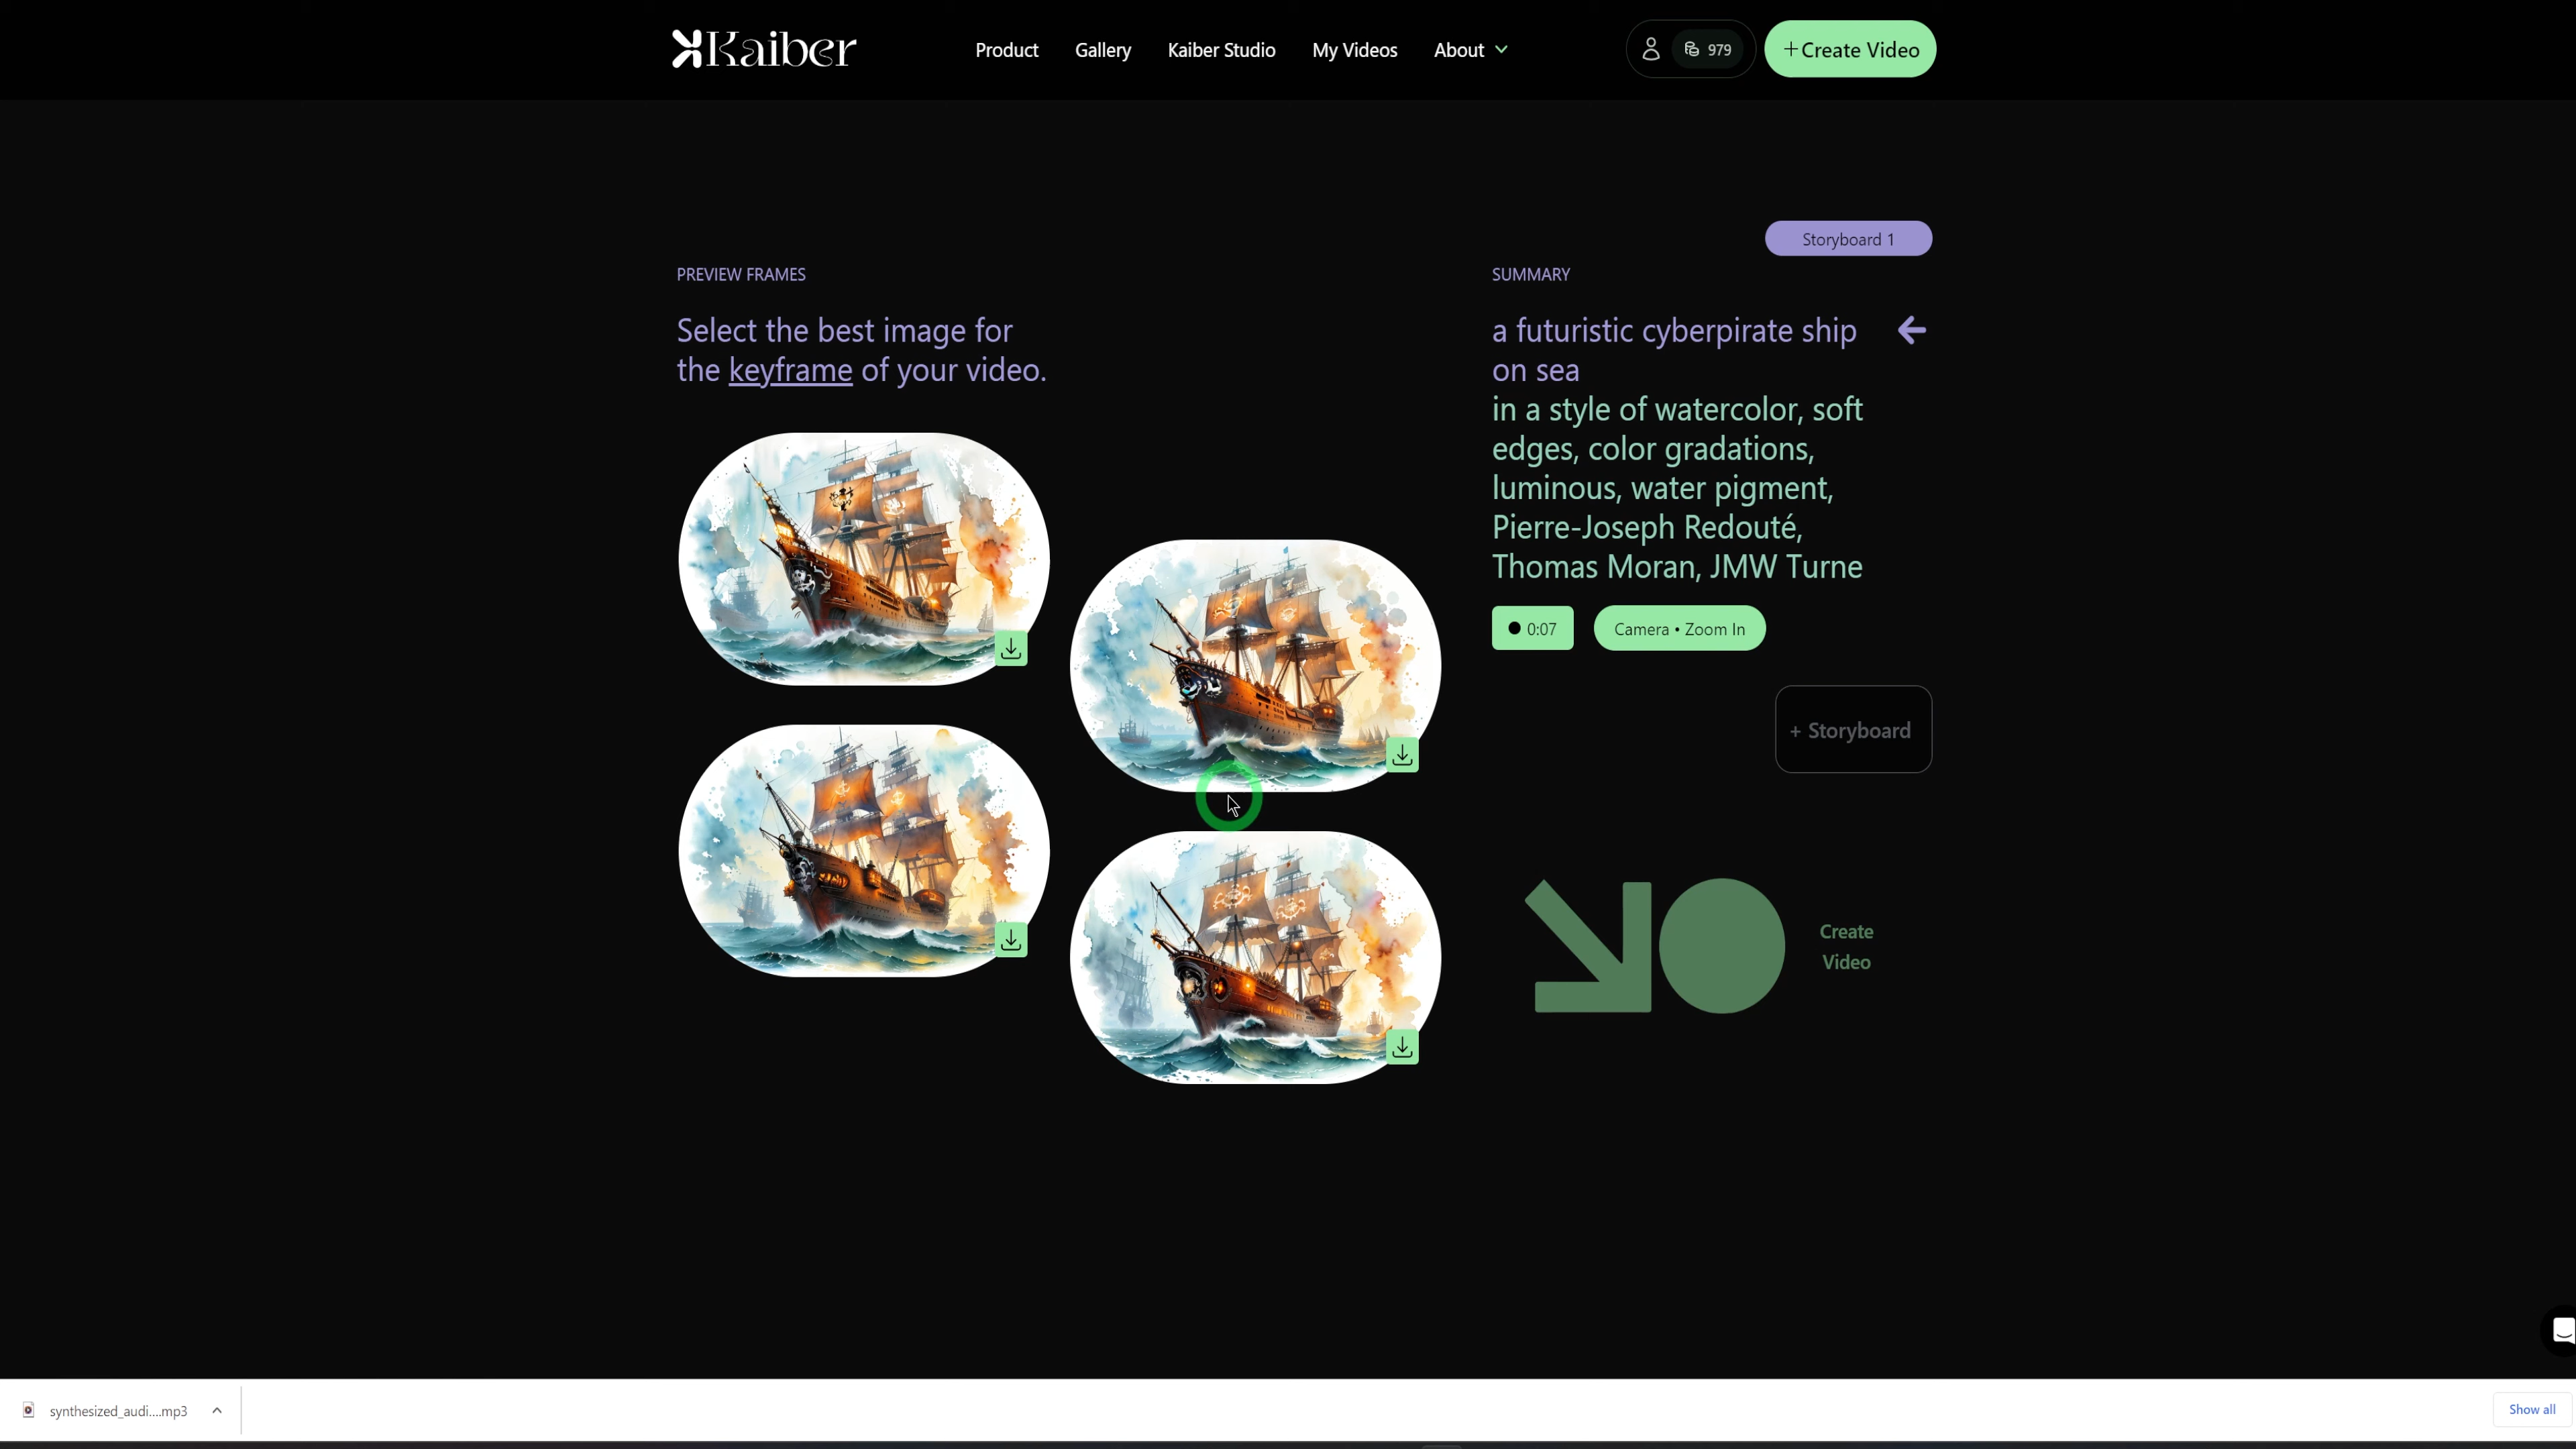 Kaiber
Product
Gallery
Kaiber Studio
My Videos
About
979
+Create Video
Storyboard 1
PREVIEW FRAMES
Select the best image for
the keyframe of your video.
SUMMARY
a futuristic cyberpirate ship
on sea
in a style of watercolor, soft
edges, color gradations,
luminous, water pigment,
Pierre-Joseph Redouté,
Thomas Moran, JMW Turne
0:07
Camera • Zoom In
+ Storyboard
Create
Video
synthesized_audi....mp3
Show all